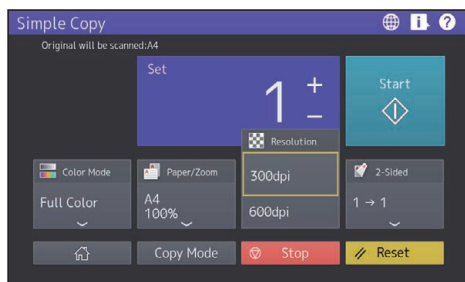 Simple Copy
i
?
Original will be scanned:A4
Set
1
+
−
Start
Resolution
300dpi
600dpi
Color Mode
Full Color
Paper/Zoom
A4
100%
2-Sided
1 → 1
Copy Mode
Stop
Reset